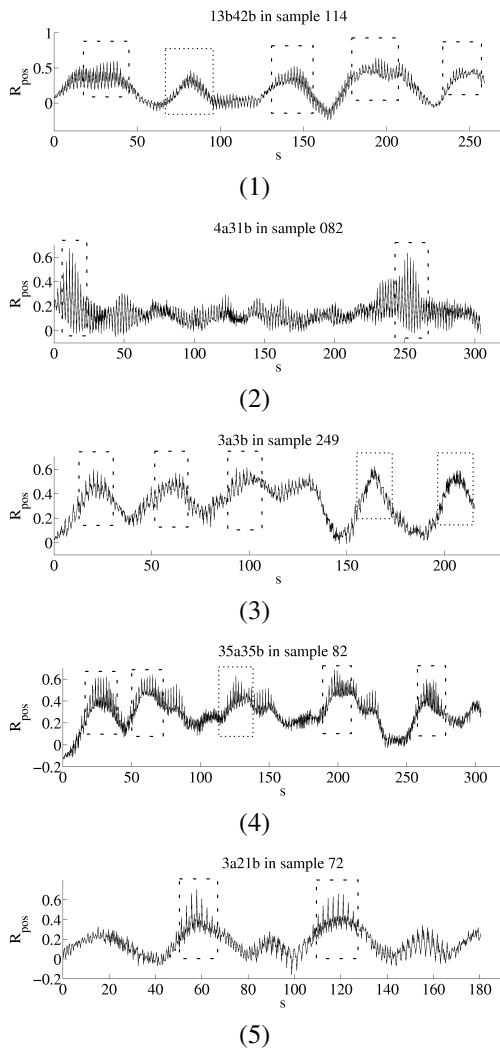 13b42b in sample 114
1
0.5
0
R_pos
0 50 100 150 200 250
s
(1)
4a31b in sample 082
0.6
0.4
0.2
0
R_pos
0 50 100 150 200 250 300
s
(2)
3a3b in sample 249
0.6
0.4
0.2
0
R_pos
0 50 100 150 200
s
(3)
35a35b in sample 82
0.6
0.4
0.2
0
−0.2
R_pos
0 50 100 150 200 250 300
s
(4)
3a21b in sample 72
0.6
0.4
0.2
0
−0.2
R_pos
0 20 40 60 80 100 120 140 160 180
s
(5)